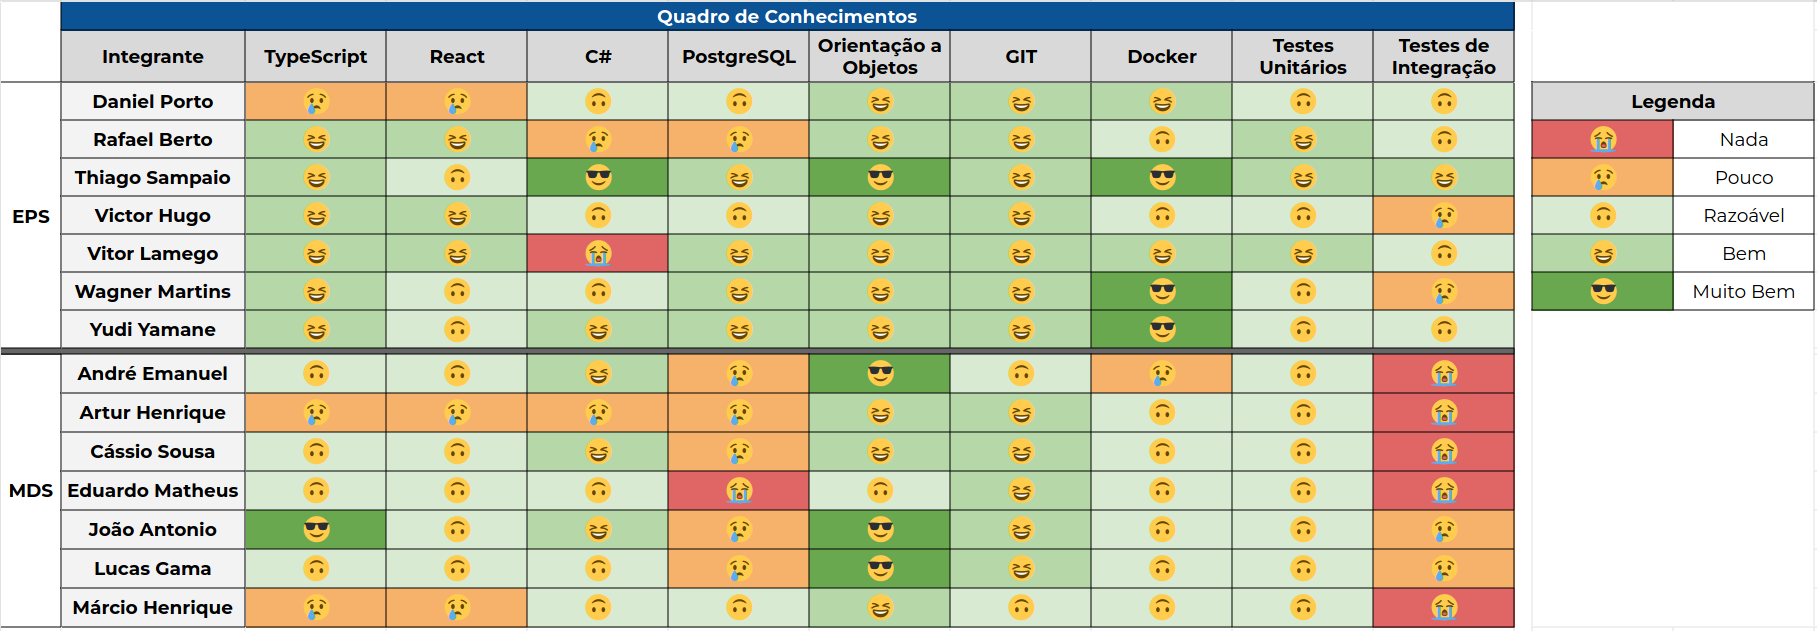 Quadro de Conhecimentos
Integrante TypeScript React C# PostgreSQL Orientação a Objetos GIT Docker Testes Unitários Testes de Integração
EPS
Daniel Porto 😢 😢 🙃 🙃 😆 😆 😆 🙃 🙃
Rafael Berto 😆 😆 😢 😢 😆 😆 🙃 😆 🙃
Thiago Sampaio 😆 🙃 😎 😆 😎 😆 😎 😆 😆
Victor Hugo 😆 😆 🙃 🙃 😆 😆 🙃 🙃 😢
Vitor Lamego 😆 😆 😭 😆 😆 😆 😆 😆 🙃
Wagner Martins 😆 🙃 🙃 😆 😆 😆 😎 🙃 😢
Yudi Yamane 😆 🙃 😆 😆 😆 😆 😎 🙃 🙃
MDS
André Emanuel 🙃 🙃 😆 😢 😎 🙃 😢 🙃 😭
Artur Henrique 😢 😢 😢 😢 😆 😆 🙃 🙃 😭
Cássio Sousa 🙃 🙃 😆 😢 😆 😆 🙃 🙃 😭
Eduardo Matheus 🙃 🙃 🙃 😭 🙃 😆 🙃 🙃 😭
João Antonio 😎 🙃 😆 😢 😎 😆 🙃 🙃 😢
Lucas Gama 🙃 🙃 🙃 😢 😎 😆 🙃 🙃 😢
Márcio Henrique 😢 😢 🙃 🙃 😆 🙃 🙃 🙃 😭
Legenda
😭 Nada
😢 Pouco
🙃 Razoável
😆 Bem
😎 Muito Bem